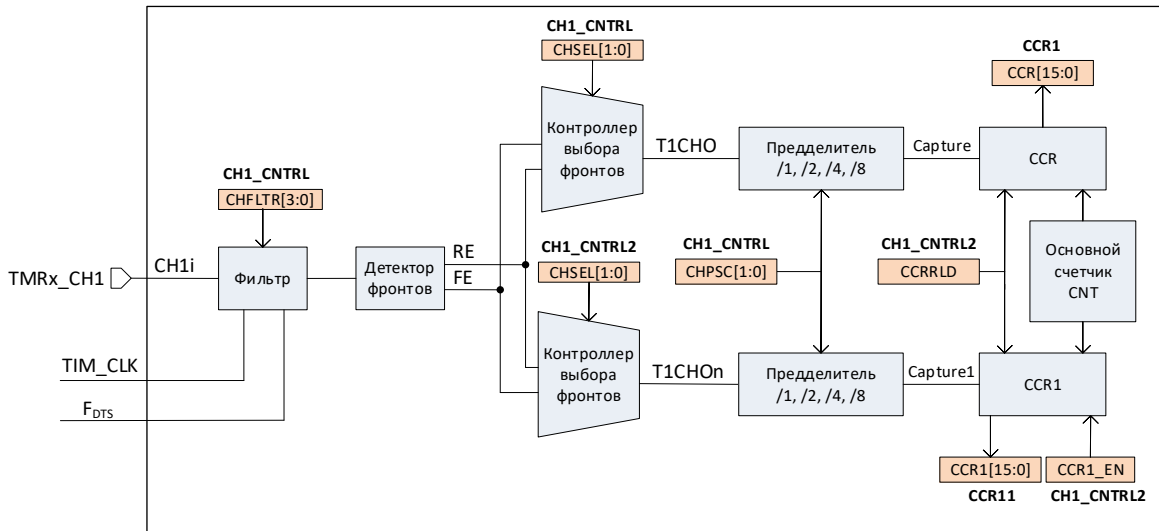 CH1_CNTRL
CHSEL[1:0]
CCR1
CCR[15:0]
Контроллер
выбора
фронтов
T1CHO
Предделитель
/1, /2, /4, /8
Capture
CCR
CH1_CNTRL
CHFLTR[3:0]
TMRx_CH1
CH1i
Фильтр
Детектор
фронтов
RE
FE
CH1_CNTRL2
CHSEL[1:0]
CH1_CNTRL
CHPSC[1:0]
CH1_CNTRL2
CCRRLD
Основной
счетчик
CNT
Контроллер
выбора
фронтов
T1CHOn
Предделитель
/1, /2, /4, /8
Capture1
CCR1
TIM_CLK
FDTS
CCR1[15:0]
CCR11
CCR1_EN
CH1_CNTRL2